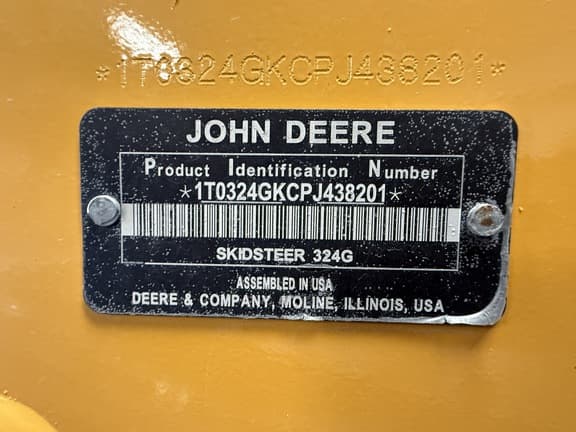 *1T0324GKCPJ438201*
JOHN DEERE
Product Identification Number
*1T0324GKCPJ438201*
SKIDSTEER 324G
ASSEMBLED IN USA
DEERE & COMPANY, MOLINE, ILLINOIS, USA